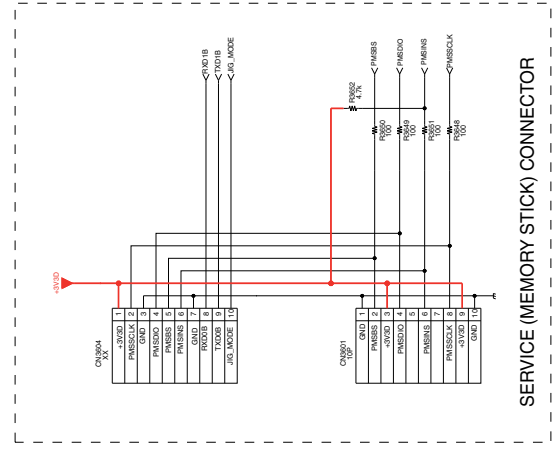 RXD1B
TXD1B
JIG_MODE
PMSBS
PMSDIO
PMSINS
PMSSCLK
R3652
4.7k
R3650
100
R3649
100
R3651
100
R3648
100
+3V3D
CN3604
XX
1
+3V3D
2
PMSSCLK
3
GND
4
PMSDIO
5
PMSBS
6
PMSINS
7
GND
8
RXD0B
9
TXD0B
10
JIG_MODE
CN3601
10P
1
GND
2
PMSBS
3
+3V3D
4
PMSDIO
5
6
PMSINS
7
8
PMSSCLK
9
+3V3D
10
GND
SERVICE (MEMORY STICK) CONNECTOR